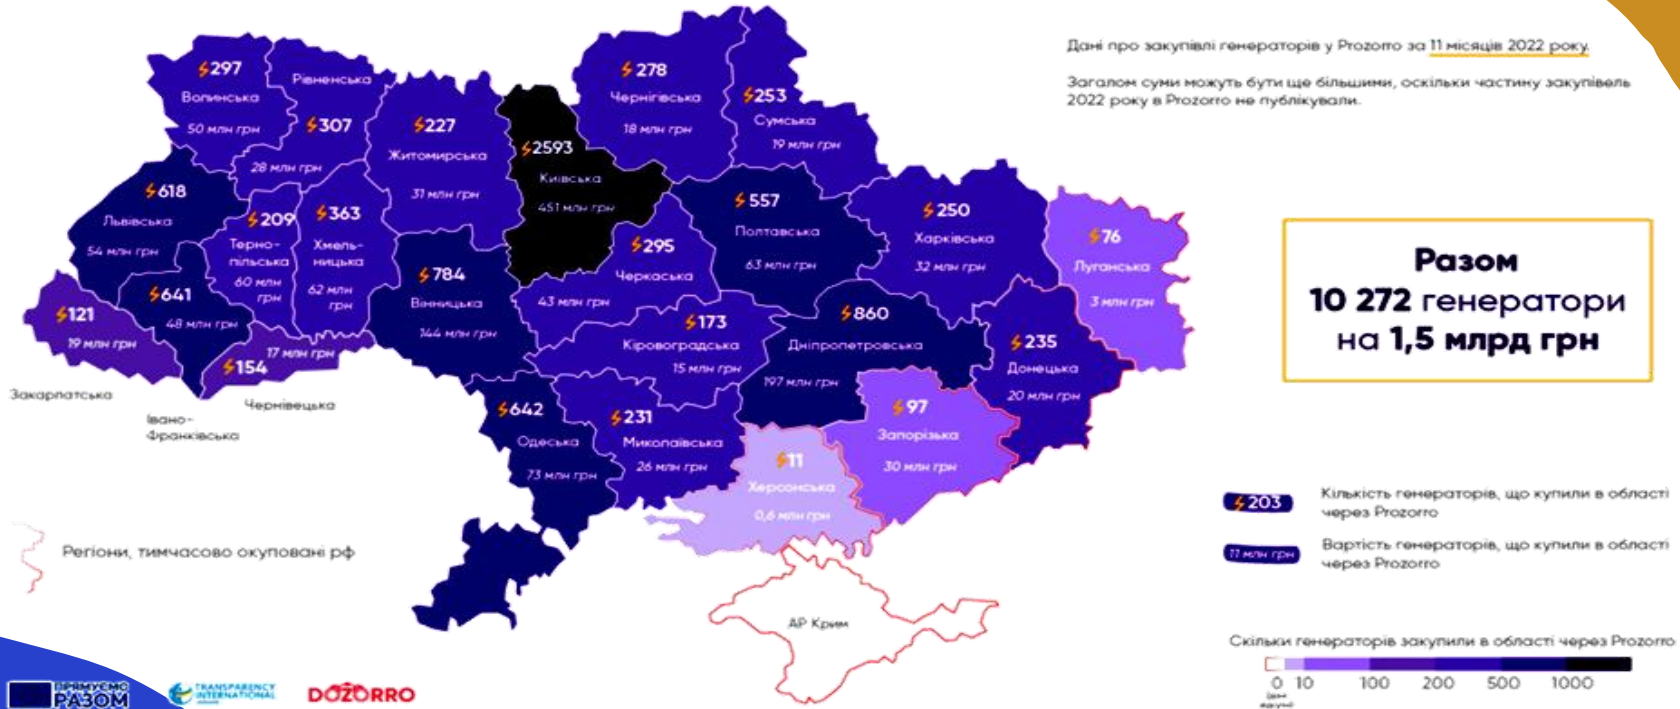 Дані про закупівлі генераторів у Prozorro за 11 місяців 2022 року.
Загалом суми можуть бути ще більшими, оскільки частину закупівель
2022 року в Prozorro не публікували.
297
Волинська
50 млн грн
Рівненська
307
28 млн грн
227
Житомирська
31 млн грн
2593
Київська
451 млн грн
278
Чернігівська
18 млн грн
253
Сумська
19 млн грн
618
Львівська
54 млн грн
209
Терно-
пільська
60 млн
грн
363
Хмель-
ницька
62 млн
грн
784
Вінницька
144 млн грн
295
Черкаська
43 млн грн
557
Полтавська
63 млн грн
250
Харківська
32 млн грн
76
Луганська
3 млн грн
121
19 млн грн
Закарпатська
641
48 млн грн
Івано-
Франківська
154
17 млн грн
Чернівецька
173
Кіровоградська
15 млн грн
860
Дніпропетровська
197 млн грн
235
Донецька
20 млн грн
642
Одеська
73 млн грн
231
Миколаївська
26 млн грн
11
Херсонська
0,6 млн грн
97
Запорізька
30 млн грн
АР Крим
Разом
10 272 генератори
на 1,5 млрд грн
Регіони, тимчасово окуповані рф
203
Кількість генераторів, що купили в області
через Prozorro
11 млн грн
Вартість генераторів, що купили в області
через Prozorro
Скільки генераторів закупили в області через Prozorro
0 10 100 200 500 1000
ПРЯМУЄМО
РАЗОМ
TRANSPARENCY
INTERNATIONAL
DOZORRO